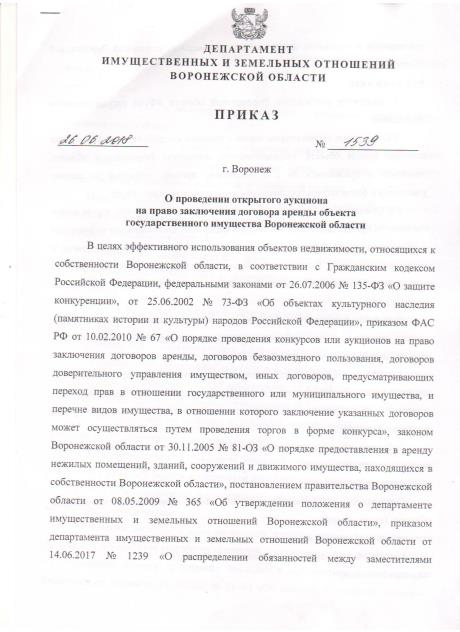 ДЕПАРТАМЕНТ
ИМУЩЕСТВЕННЫХ И ЗЕМЕЛЬНЫХ ОТНОШЕНИЙ
ВОРОНЕЖСКОЙ ОБЛАСТИ
ПРИКАЗ
26.06.2018 № 1539
г. Воронеж
О проведении открытого аукциона
на право заключения договора аренды объекта
государственного имущества Воронежской области
В целях эффективного использования объектов недвижимости, относящихся к
собственности Воронежской области, в соответствии с Гражданским кодексом
Российской Федерации, федеральными законами от 26.07.2006 № 135-ФЗ «О защите
конкуренции», от 25.06.2002 № 73-ФЗ «Об объектах культурного наследия
(памятниках истории и культуры) народов Российской Федерации», приказом ФАС
РФ от 10.02.2010 № 67 «О порядке проведения конкурсов или аукционов на право
заключения договоров аренды, договоров безвозмездного пользования, договоров
доверительного управления имуществом, иных договоров, предусматривающих
переход прав в отношении государственного или муниципального имущества, и
перечне видов имущества, в отношении которого заключение указанных договоров
может осуществляться путем проведения торгов в форме конкурса», законом
Воронежской области от 30.11.2005 № 81-ОЗ «О порядке предоставления в аренду
нежилых помещений, зданий, сооружений и движимого имущества, находящихся в
собственности Воронежской области», постановлением правительства Воронежской
области от 08.05.2009 № 365 «Об утверждении положения о департаменте
имущественных и земельных отношений Воронежской области», приказом
департамента имущественных и земельных отношений Воронежской области от
14.06.2017 № 1239 «О распределении обязанностей между заместителями